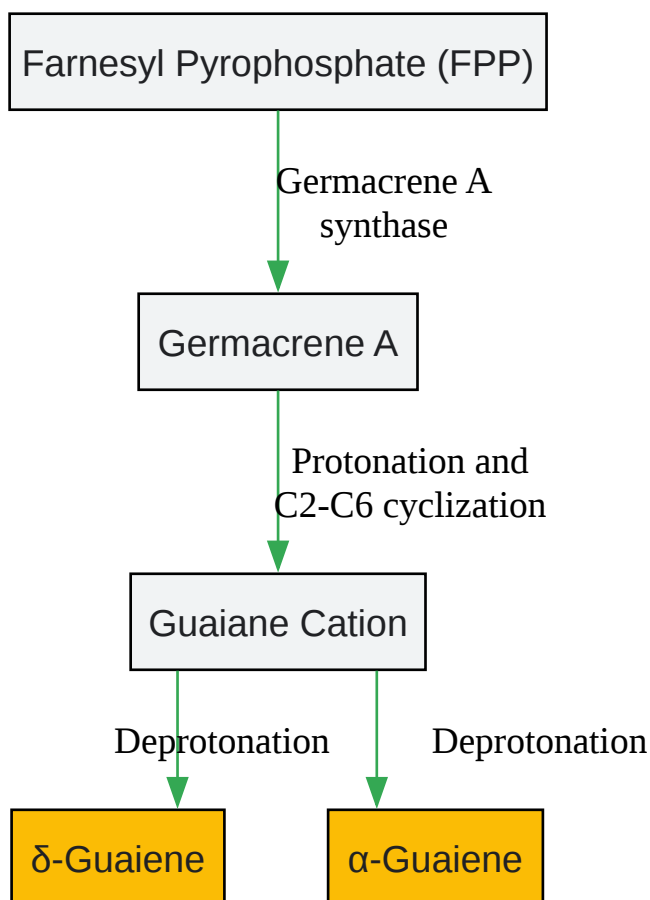 Farnesyl Pyrophosphate (FPP)
Germacrene A
synthase
Germacrene A
Protonation and
C2-C6 cyclization
Guaiane Cation
Deprotonation
Deprotonation
δ-Guaiene
α-Guaiene